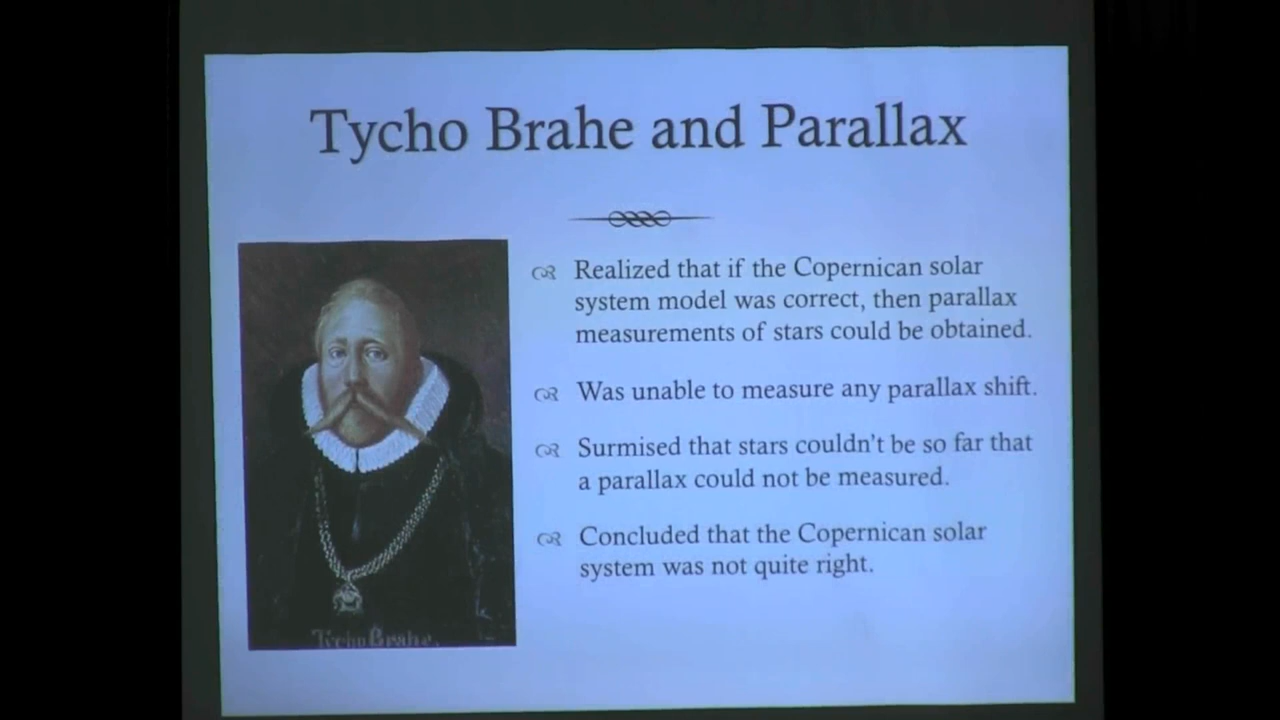 Tycho Brahe and Parallax
Realized that if the Copernican solar
system model was correct, then parallax
measurements of stars could be obtained.
Was unable to measure any parallax shift.
Surmised that stars couldn't be so far that
a parallax could not be measured.
Concluded that the Copernican solar
system was not quite right.
Tycho Brahe.